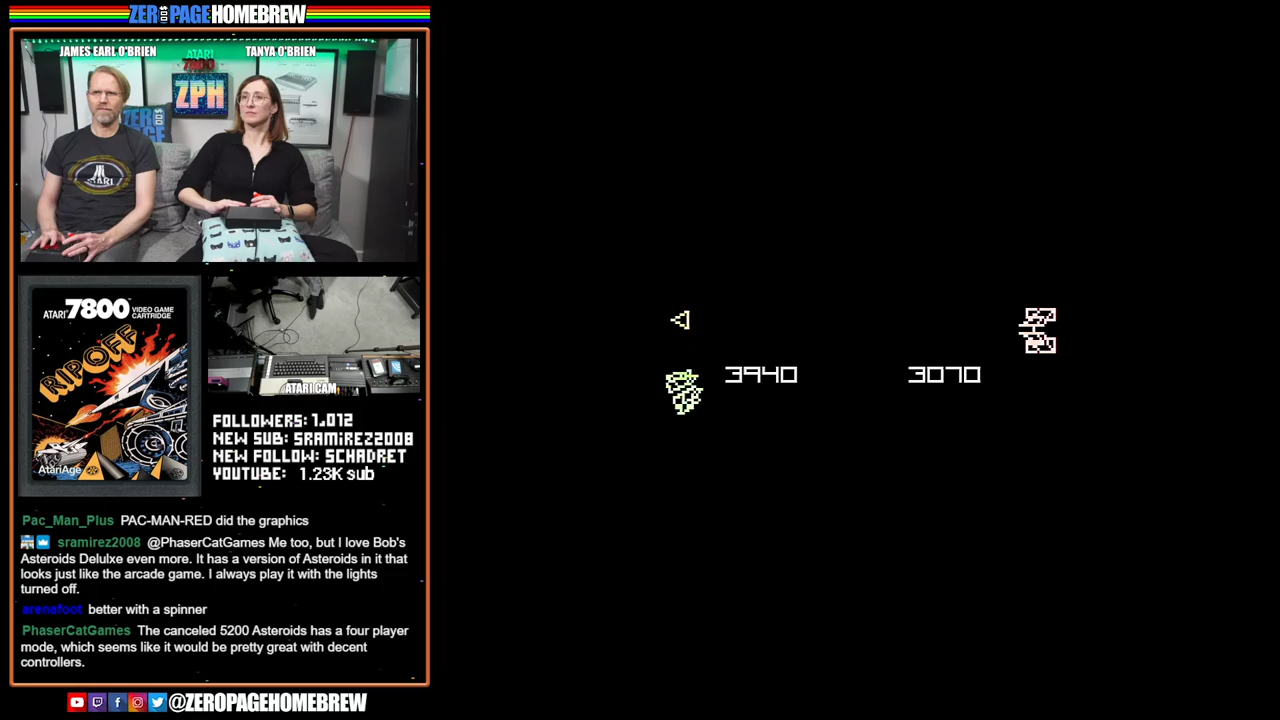 ZERO PAGE HOMEBREW
JAMES EARL O'BRIEN
TANYA O'BRIEN
ATARI
7800
ZPH
ATARI 7800 VIDEO GAME CARTRIDGE
RIPOFF
AtariAge
ATARI CAM
FOLLOWERS: 1,012
NEW SUB: SRAMIREZ2008
NEW FOLLOW: SCHADRET
YOUTUBE: 1.23K sub
3940
3070
Pac_Man_Plus PAC-MAN-RED did the graphics
sramirez2008 @PhaserCatGames Me too, but I love Bob's
Asteroids Delulxe even more. It has a version of Asteroids in it that
looks just like the arcade game. I always play it with the lights
turned off.
arenafoot better with a spinner
PhaserCatGames The canceled 5200 Asteroids has a four player
mode, which seems like it would be pretty great with decent
controllers.
@ZEROPAGEHOMEBREW